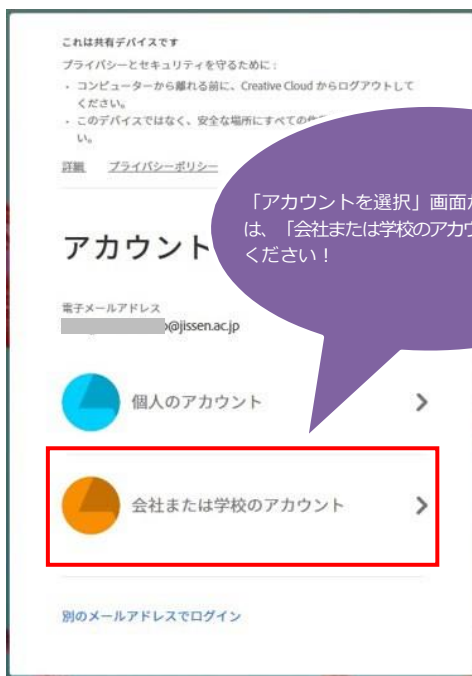 これは共有デバイスです
プライバシーとセキュリティを守るために :
・ コンピューターから離れる前に、Creative Cloud からログアウトして
ください。
・ このデバイスではなく、安全な場所にすべての
い。
詳細 プライバシーポリシー
「アカウントを選択」画面
は、「会社または学校のアカ
ください！
アカウント
電子メールアドレス
@jissen.ac.jp
個人のアカウント
会社または学校のアカウント
別のメールアドレスでログイン